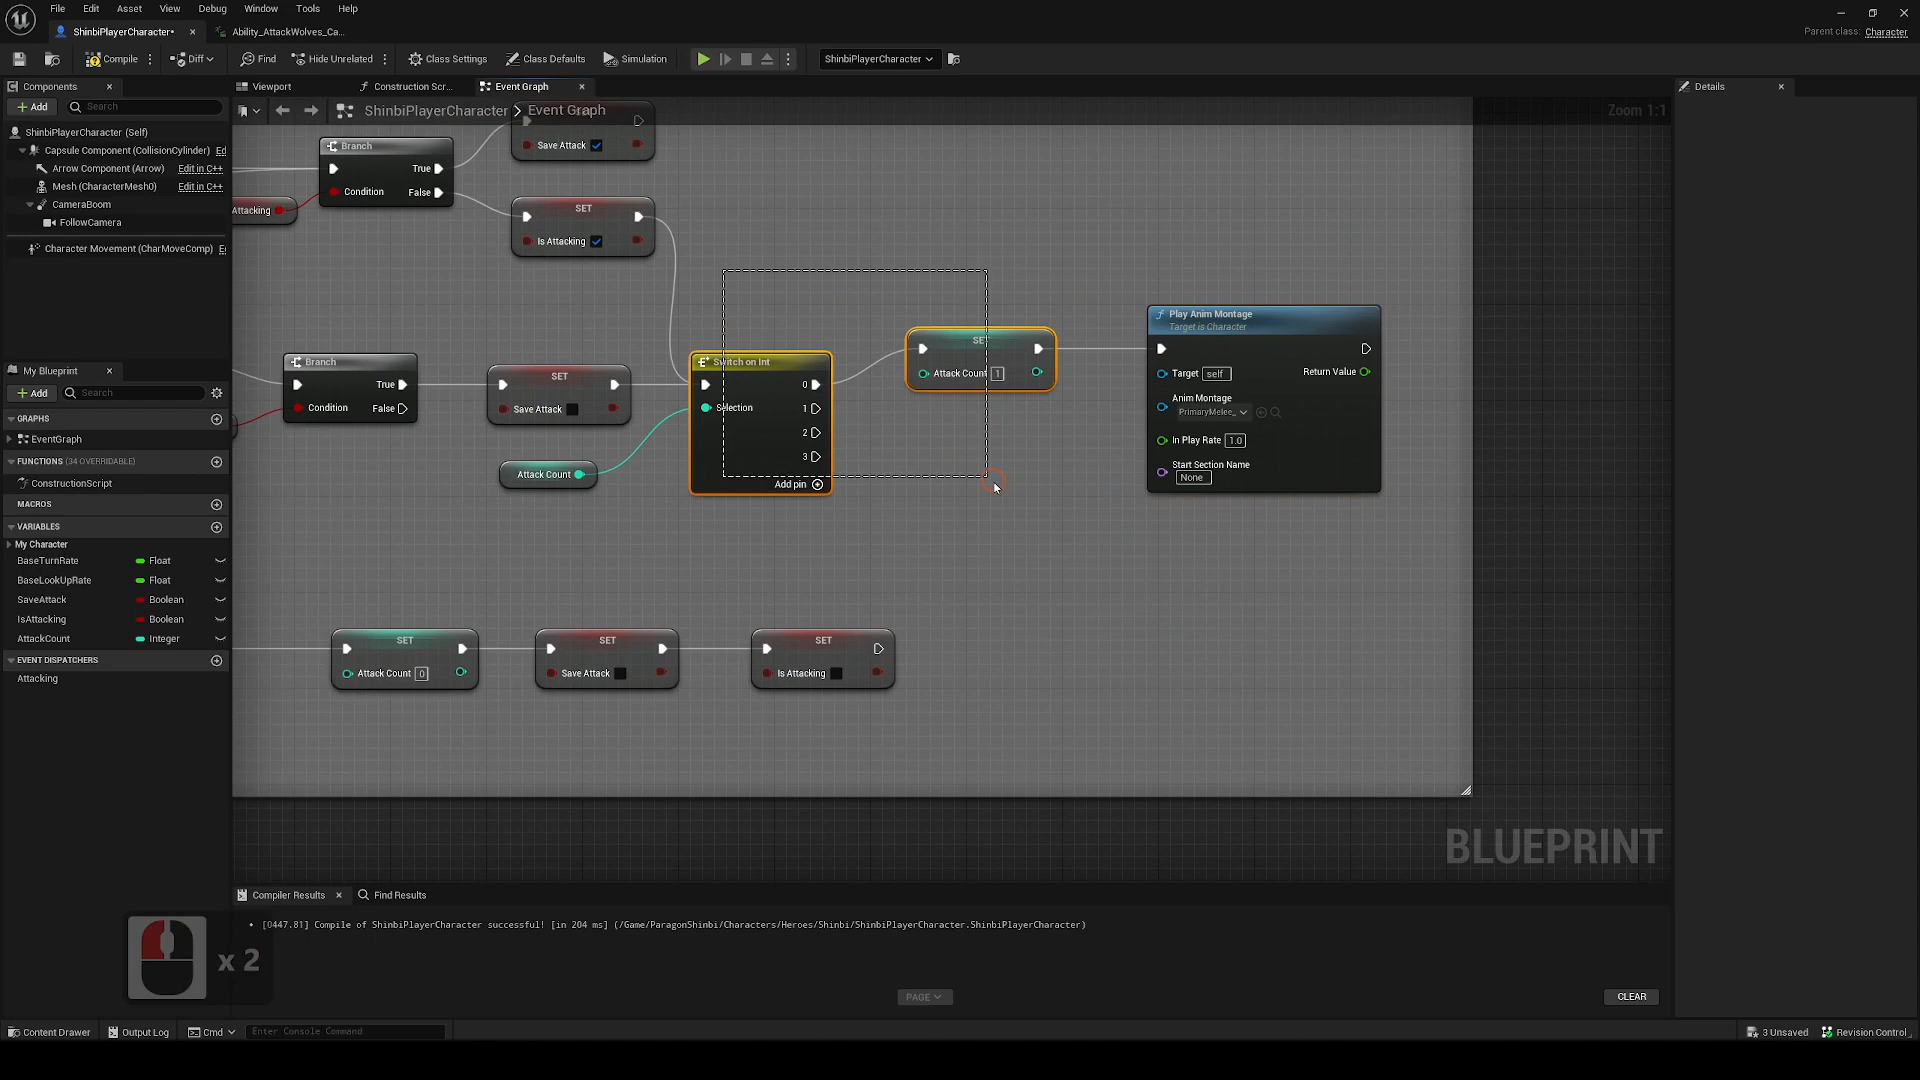 File Edit Asset View Debug Window Tools Help
ShinbiPlayerCharacter*
Ability_AttackWolves_Ca...
Parent class: Character
Compile
Diff
Find
Hide Unrelated
Class Settings
Class Defaults
Simulation
ShinbiPlayerCharacter
Components
Viewport
Construction Scr...
Event Graph
Details
Add
Search
ShinbiPlayerCharacter > Event Graph
Zoom 1:1
ShinbiPlayerCharacter (Self)
Capsule Component (CollisionCylinder) Ed
Arrow Component (Arrow) Edit in C++
Mesh (CharacterMesh0) Edit in C++
CameraBoom
FollowCamera
Character Movement (CharMoveComp) E
Branch
True
Condition
False
Attacking
Save Attack
SET
Is Attacking
Branch
True
Condition
False
SET
Save Attack
Attack Count
Switch on Int
0
Selection
1
2
3
Add pin
SE
Attack Count 1
Play Anim Montage
Target is Character
Target self
Return Value
Anim Montage
PrimaryMelee_
In Play Rate 1.0
Start Section Name
None
SET
Attack Count 0
SET
Save Attack
SET
Is Attacking
My Blueprint
Add
Search
GRAPHS
EventGraph
FUNCTIONS (34 OVERRIDABLE)
ConstructionScript
MACROS
VARIABLES
My Character
BaseTurnRate Float
BaseLookUpRate Float
SaveAttack Boolean
IsAttacking Boolean
AttackCount Integer
EVENT DISPATCHERS
Attacking
BLUEPRINT
Compiler Results
Find Results
[0447.81] Compile of ShinbiPlayerCharacter successful! [in 204 ms] (/Game/ParagonShinbi/Characters/Heroes/Shinbi/ShinbiPlayerCharacter.ShinbiPlayerCharacter)
x 2
PAGE
CLEAR
Content Drawer
Output Log
Cmd
Enter Console Command
3 Unsaved
Revision Control